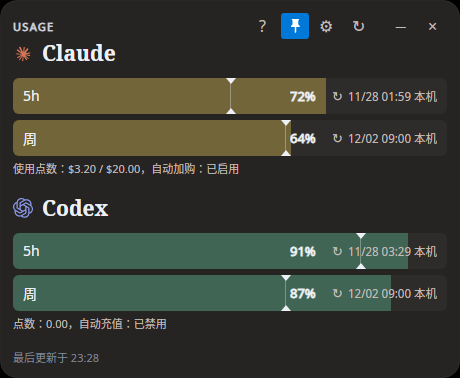 USAGE
Claude
5h 72% 11/28 01:59 本机
周 64% 12/02 09:00 本机
使用点数：$3.20 / $20.00，自动加购：已启用
Codex
5h 91% 11/28 03:29 本机
周 87% 12/02 09:00 本机
点数：0.00，自动充值：已禁用
最后更新于 23:28